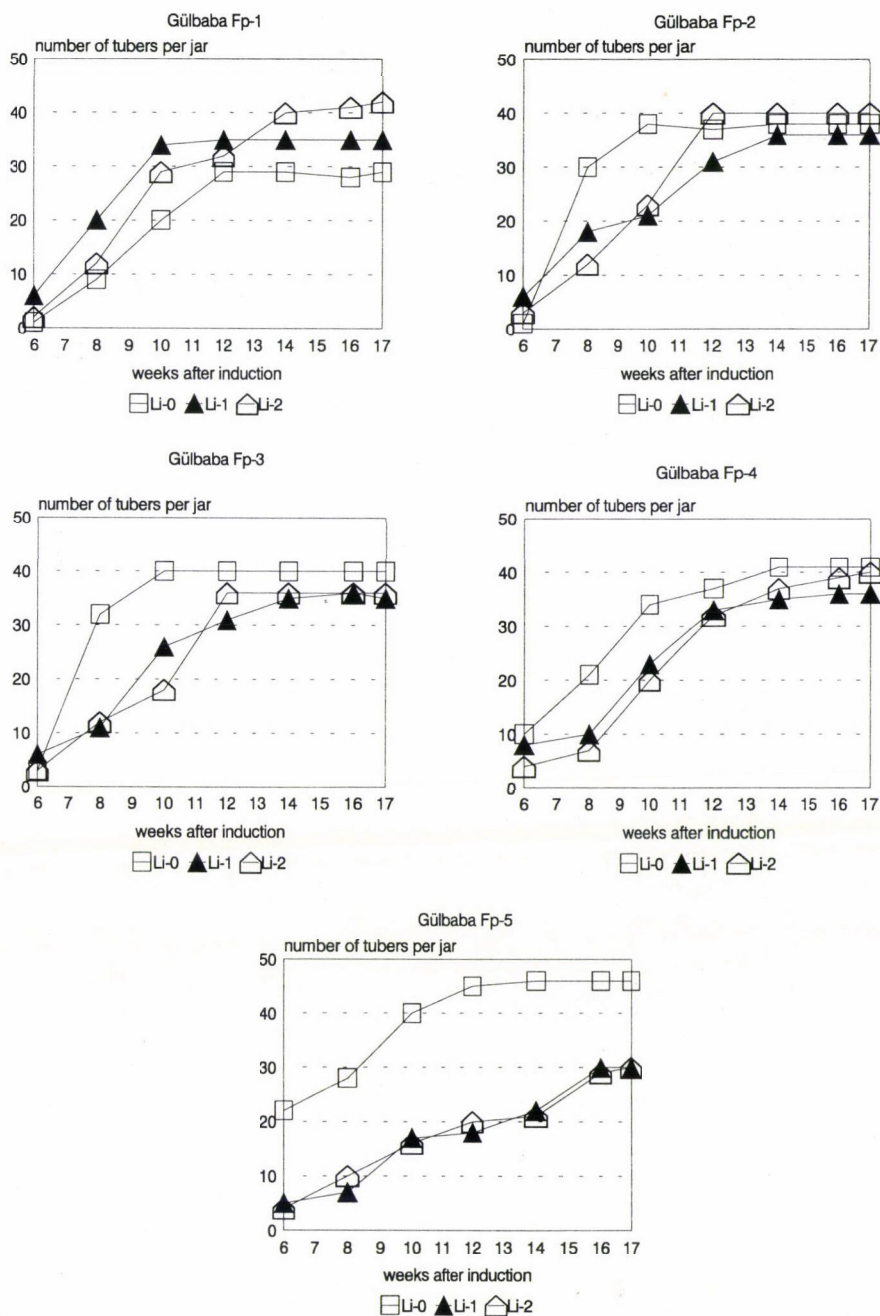 Gülbaba Fp-1
number of tubers per jar
50
40
30
20
10
0
6 7 8 9 10 11 12 13 14 15 16 17
weeks after induction
Li-0 Li-1 Li-2
Gülbaba Fp-2
number of tubers per jar
50
40
30
20
10
0
6 7 8 9 10 11 12 13 14 15 16 17
weeks after induction
Li-0 Li-1 Li-2
Gülbaba Fp-3
number of tubers per jar
50
40
30
20
10
0
6 7 8 9 10 11 12 13 14 15 16 17
weeks after induction
Li-0 Li-1 Li-2
Gülbaba Fp-4
number of tubers per jar
50
40
30
20
10
0
6 7 8 9 10 11 12 13 14 15 16 17
weeks after induction
Li-0 Li-1 Li-2
Gülbaba Fp-5
number of tubers per jar
50
40
30
20
10
0
6 7 8 9 10 11 12 13 14 15 16 17
weeks after induction
Li-0 Li-1 Li-2